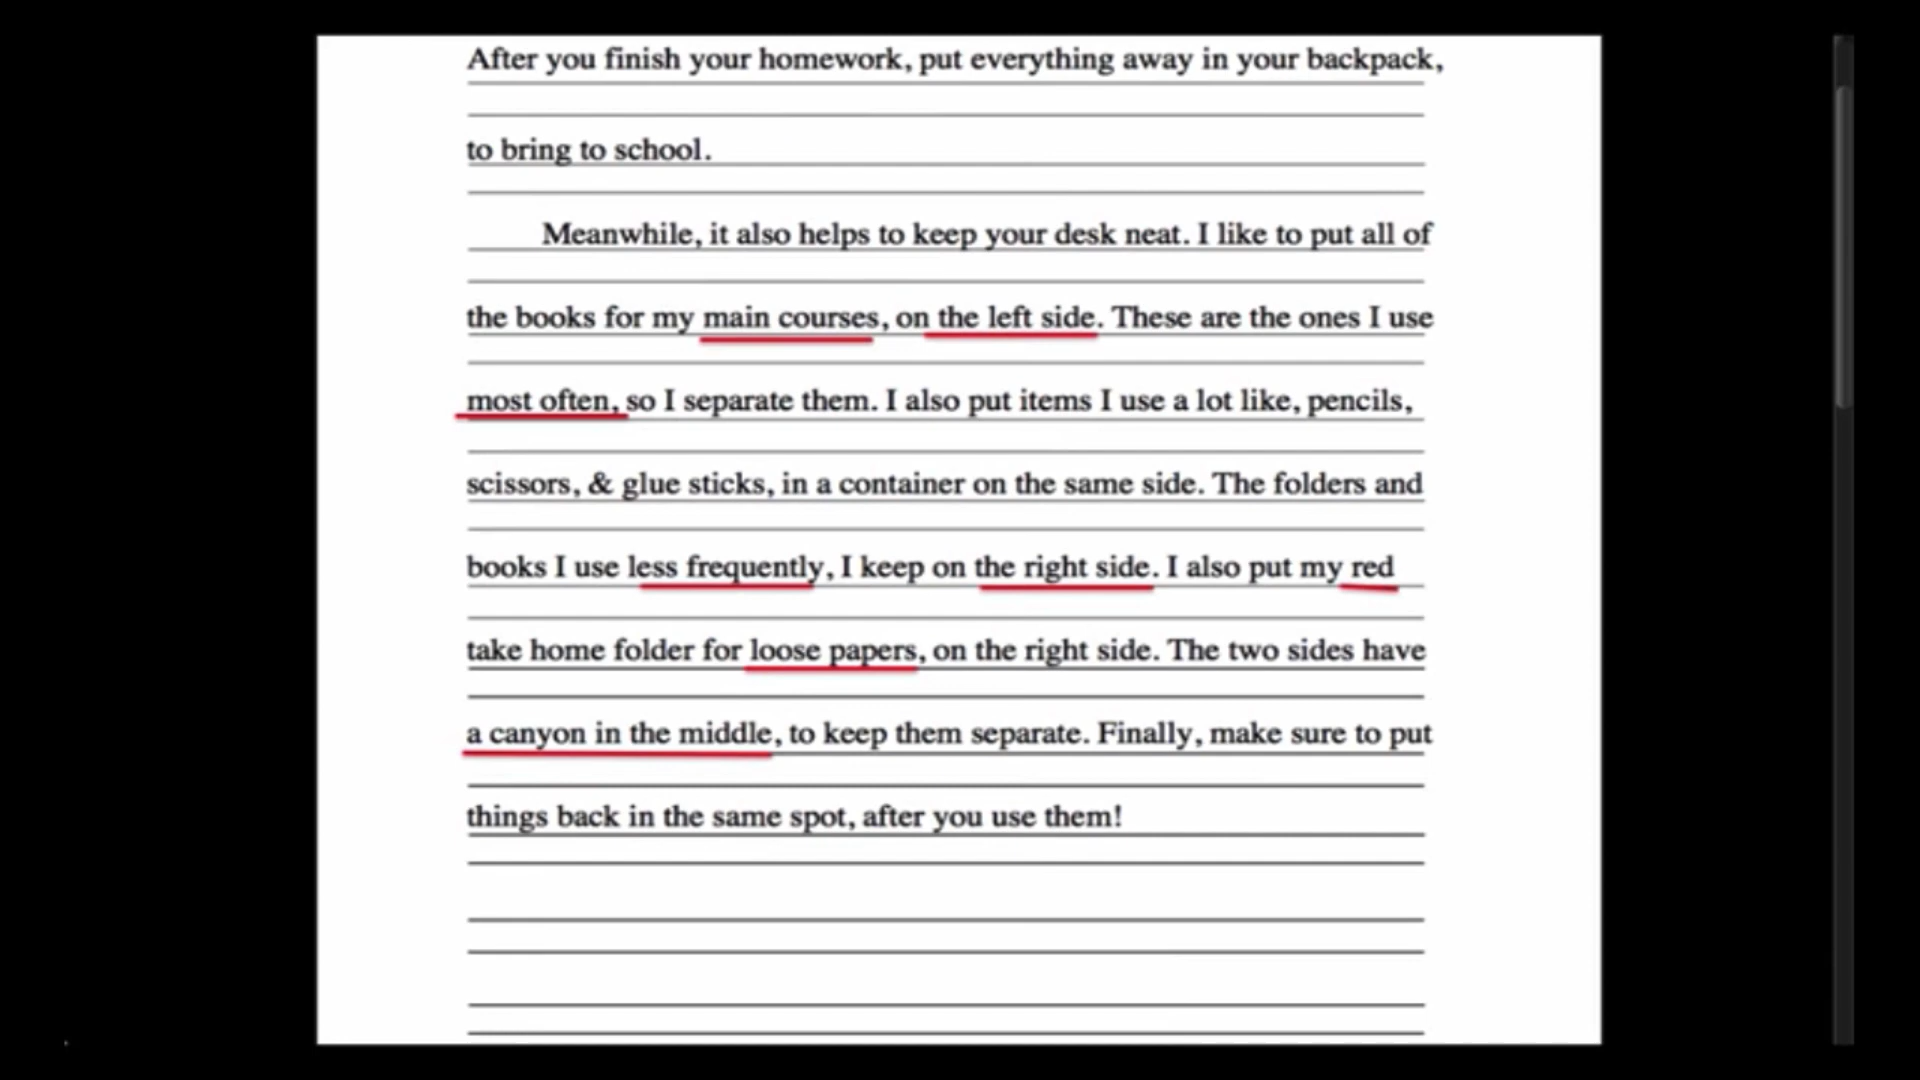 After you finish your homework, put everything away in your backpack,
to bring to school.
Meanwhile, it also helps to keep your desk neat. I like to put all of
the books for my main courses, on the left side. These are the ones I use
most often, so I separate them. I also put items I use a lot like, pencils,
scissors, & glue sticks, in a container on the same side. The folders and
books I use less frequently, I keep on the right side. I also put my red
take home folder for loose papers, on the right side. The two sides have
a canyon in the middle, to keep them separate. Finally, make sure to put
things back in the same spot, after you use them!